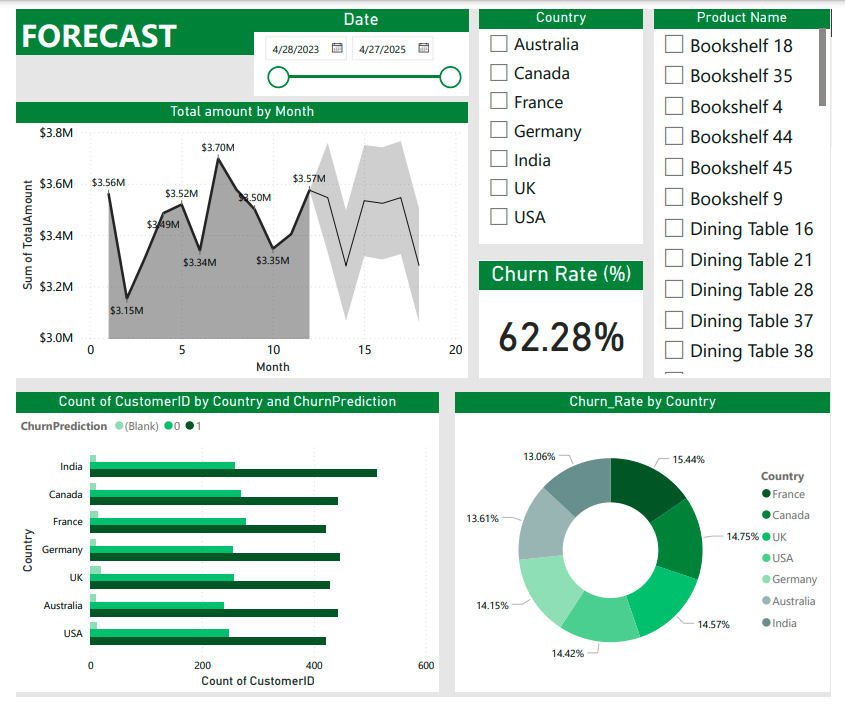 FORECAST
Date
4/28/2023
4/27/2025
Country
Australia
Canada
France
Germany
India
UK
USA
Product Name
Bookshelf 18
Bookshelf 35
Bookshelf 4
Bookshelf 44
Bookshelf 45
Bookshelf 9
Dining Table 16
Dining Table 21
Dining Table 28
Dining Table 37
Dining Table 38
Total amount by Month
Sum of TotalAmount
$3.8M
$3.6M
$3.4M
$3.2M
$3.0M
$3.56M
$3.15M
$3.49M
$3.52M
$3.34M
$3.70M
$3.50M
$3.35M
$3.57M
0 5 10 15 20
Month
Churn Rate (%)
62.28%
Count of CustomerID by Country and ChurnPrediction
ChurnPrediction (Blank) 0 1
Country
India
Canada
France
Germany
UK
Australia
USA
0 200 400 600
Count of CustomerID
Churn_Rate by Country
15.44%
14.75%
14.57%
14.42%
14.15%
13.61%
13.06%
Country
France
Canada
UK
USA
Germany
Australia
India